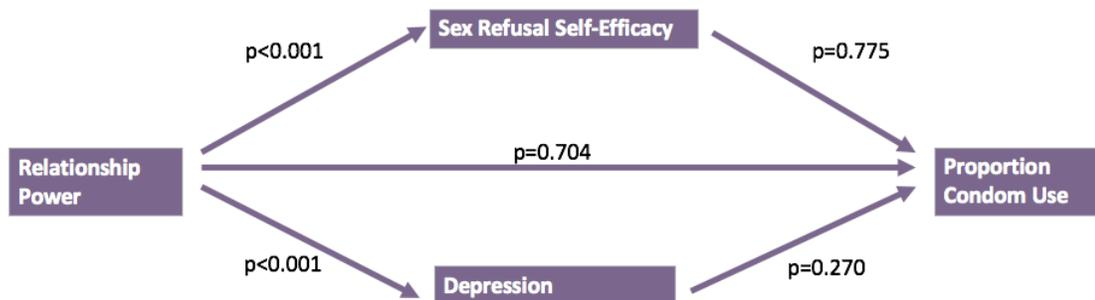 Sex Refusal Self-Efficacy
p<0.001
p=0.775
p=0.704
Relationship
Power
Proportion
Condom Use
p<0.001
p=0.270
Depression